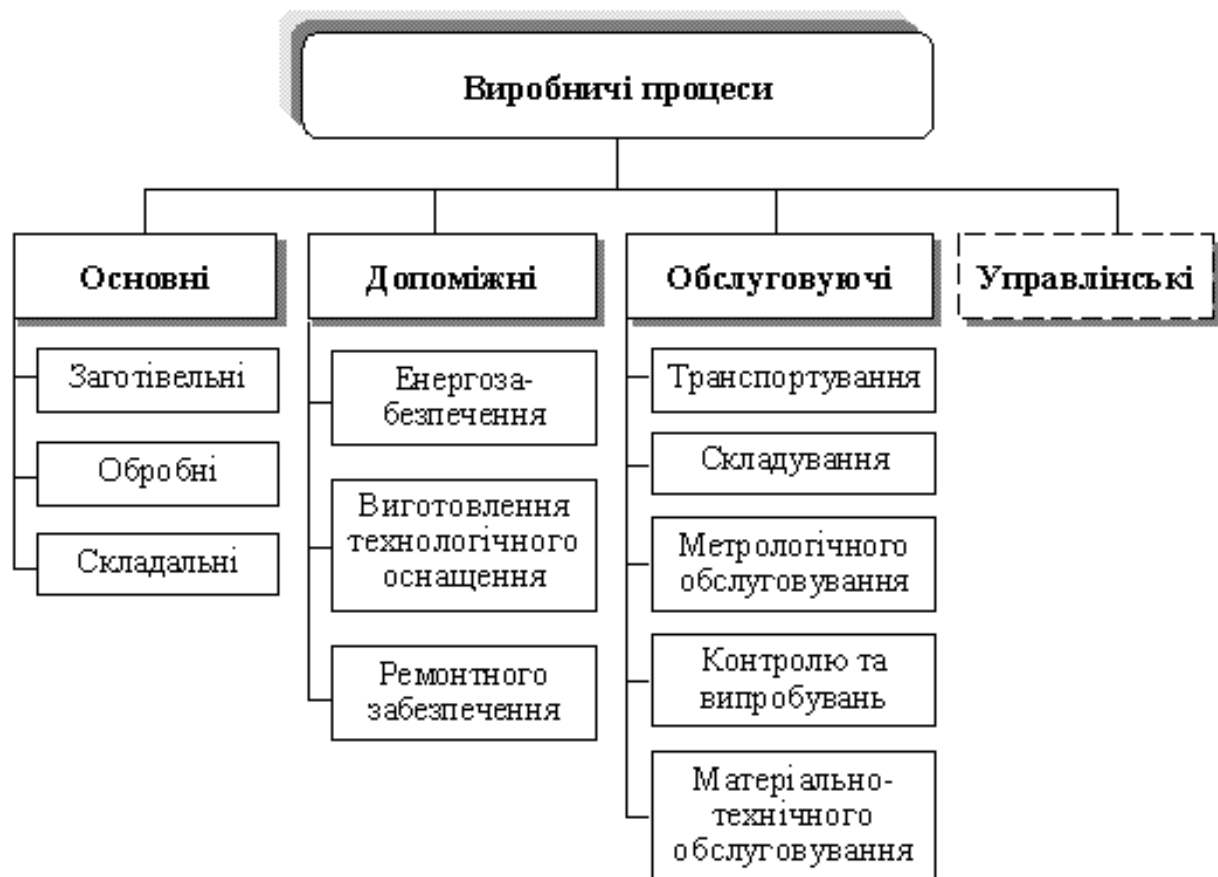 Виробничі процеси
Основні
Заготівельні
Обробні
Складальні
Допоміжні
Енергоза-
безпечення
Виготовлення
технологічного
оснащення
Ремонтного
забезпечення
Обслуговуючі
Транспортування
Складування
Метрологічного
обслуговування
Контролю та
випробувань
Матеріально-
технічного
обслуговування
Управлінські